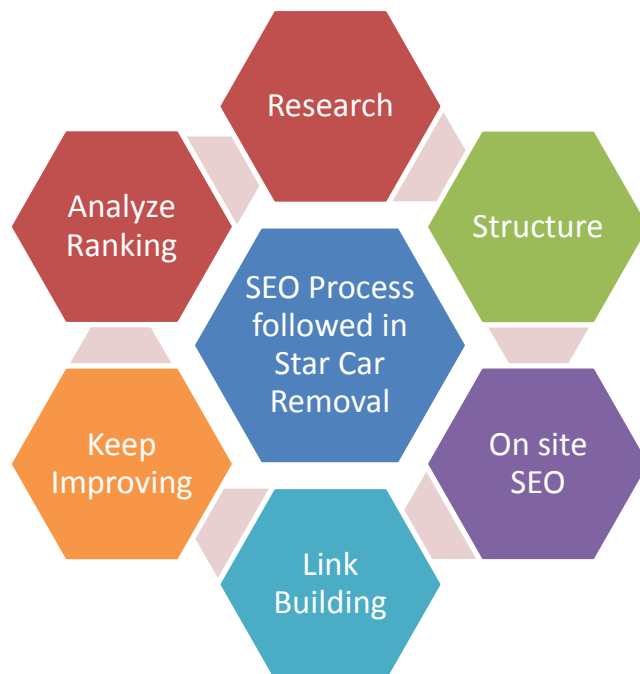 Research
Structure
On site
SEO
Link
Building
Keep
Improving
Analyze
Ranking
SEO Process
followed in
Star Car
Removal